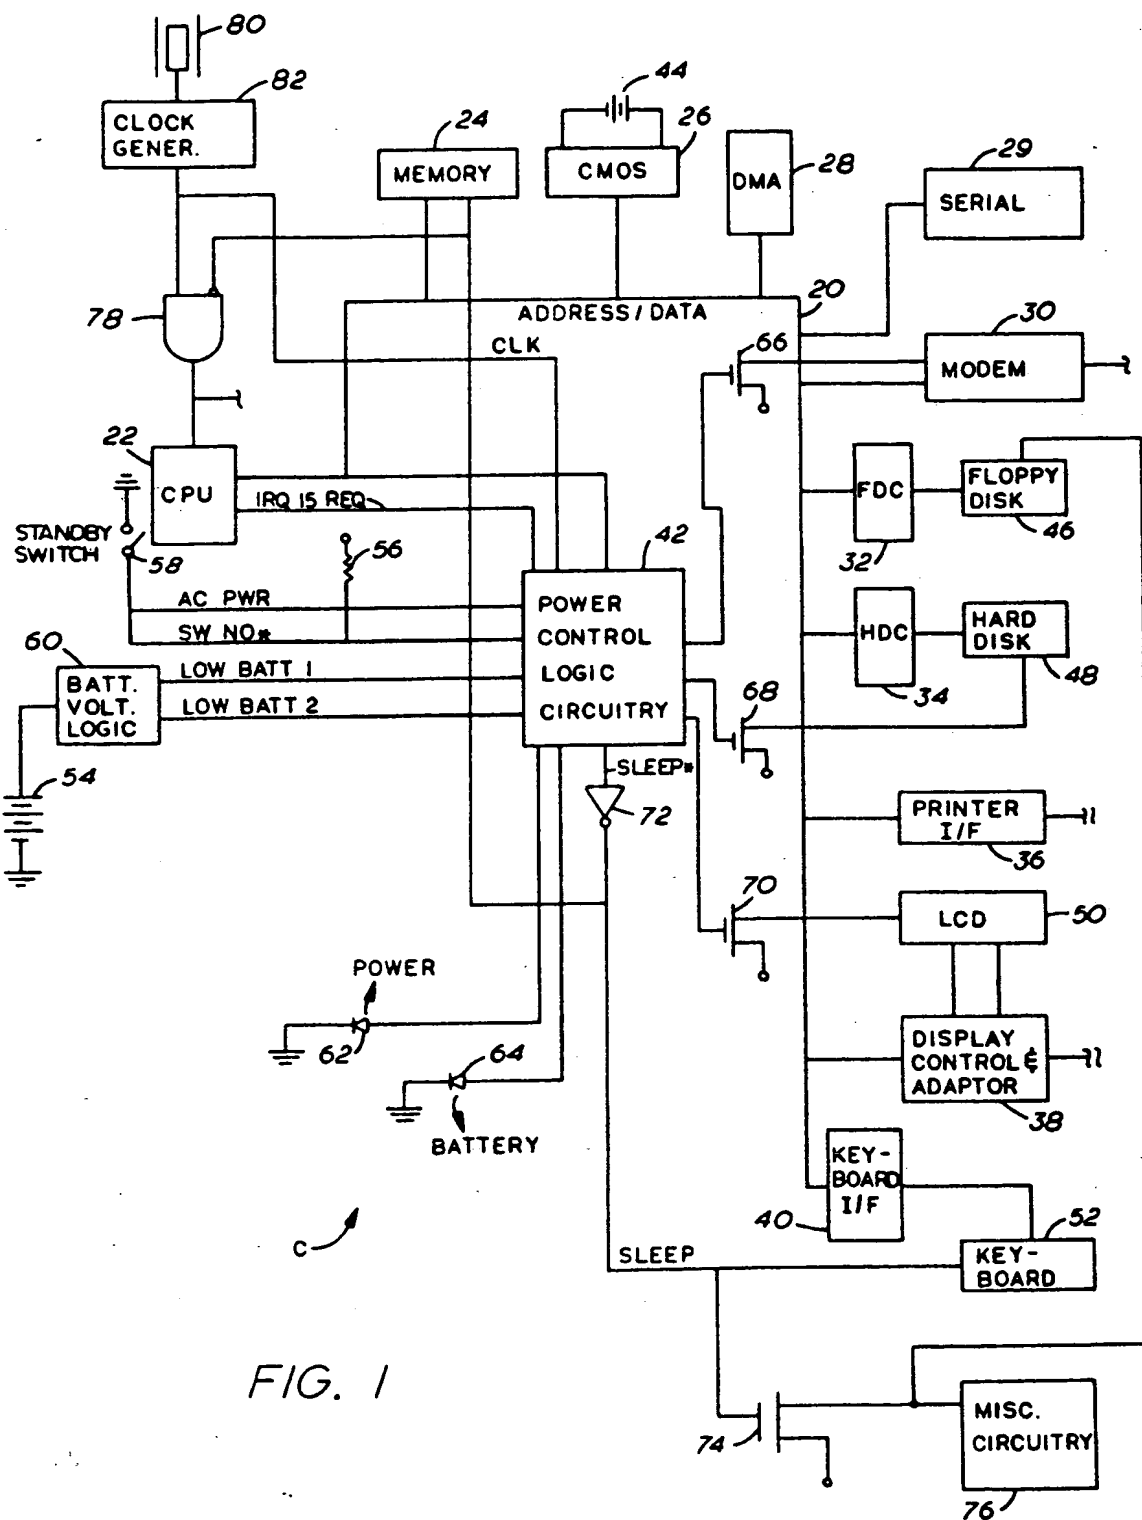 80
82
CLOCK
GENER.
44
24
MEMORY
26
CMOS
DMA
28
29
SERIAL
20
ADDRESS/DATA
78
CLK
66
30
MODEM
22
CPU
IRQ 15 REQ
STANDBY
SWITCH
58
56
42
FDC
32
FLOPPY
DISK
46
AC PWR
SW NO*
POWER
CONTROL
LOGIC
CIRCUITRY
HDC
34
HARD
DISK
48
60
BATT.
VOLT.
LOGIC
LOW BATT 1
LOW BATT 2
68
54
SLEEP*
72
PRINTER
I/F
36
70
LCD
50
POWER
62
64
BATTERY
DISPLAY
CONTROL &
ADAPTOR
38
KEY-
BOARD
I/F
40
52
KEY-
BOARD
C
SLEEP
FIG. 1
74
MISC.
CIRCUITRY
76